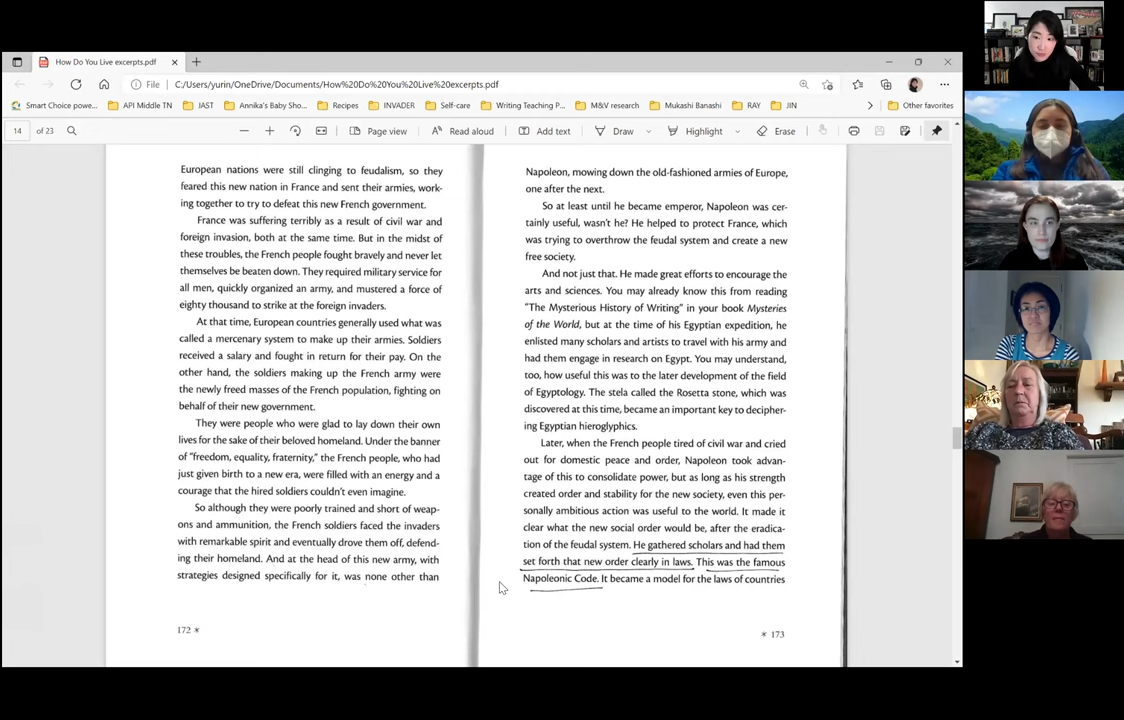 How Do You Live excerpts.pdf
File
C:/Users/yurin/OneDrive/Documents/How%20Do%20You%20Live%20excerpts.pdf
Smart Choice powe...
API Middle TN
JAST
Annika's Baby Sho...
Recipes
INVADER
Self-care
Writing Teaching P...
M&V research
Mukashi Banashi
RAY
JIN
Other favorites
14 of 23
Page view
Read aloud
Add text
Draw
Highlight
Erase
European nations were still clinging to feudalism, so they
feared this new nation in France and sent their armies, work-
ing together to try to defeat this new French government.
France was suffering terribly as a result of civil war and
foreign invasion, both at the same time. But in the midst of
these troubles, the French people fought bravely and never let
themselves be beaten down. They required military service for
all men, quickly organized an army, and mustered a force of
eighty thousand to strike at the foreign invaders.
At that time, European countries generally used what was
called a mercenary system to make up their armies. Soldiers
received a salary and fought in return for their pay. On the
other hand, the soldiers making up the French army were
the newly freed masses of the French population, fighting on
behalf of their new government.
They were people who were glad to lay down their own
lives for the sake of their beloved homeland. Under the banner
of "freedom, equality, fraternity," the French people, who had
just given birth to a new era, were filled with an energy and a
courage that the hired soldiers couldn't even imagine.
So although they were poorly trained and short of weap-
ons and ammunition, the French soldiers faced the invaders
with remarkable spirit and eventually drove them off, defend-
ing their homeland. And at the head of this new army, with
strategies designed specifically for it, was none other than
172 *
Napoleon, mowing down the old-fashioned armies of Europe,
one after the next.
So at least until he became emperor, Napoleon was cer-
tainly useful, wasn't he? He helped to protect France, which
was trying to overthrow the feudal system and create a new
free society.
And not just that. He made great efforts to encourage the
arts and sciences. You may already know this from reading
"The Mysterious History of Writing" in your book Mysteries
of the World, but at the time of his Egyptian expedition, he
enlisted many scholars and artists to travel with his army and
had them engage in research on Egypt. You may understand,
too, how useful this was to the later development of the field
of Egyptology. The stela called the Rosetta stone, which was
discovered at this time, became an important key to decipher-
ing Egyptian hieroglyphics.
Later, when the French people tired of civil war and cried
out for domestic peace and order, Napoleon took advan-
tage of this to consolidate power, but as long as his strength
created order and stability for the new society, even this per-
sonally ambitious action was useful to the world. It made it
clear what the new social order would be, after the eradica-
tion of the feudal system. He gathered scholars and had them
set forth that new order clearly in laws. This was the famous
Napoleonic Code. It became a model for the laws of countries
* 173